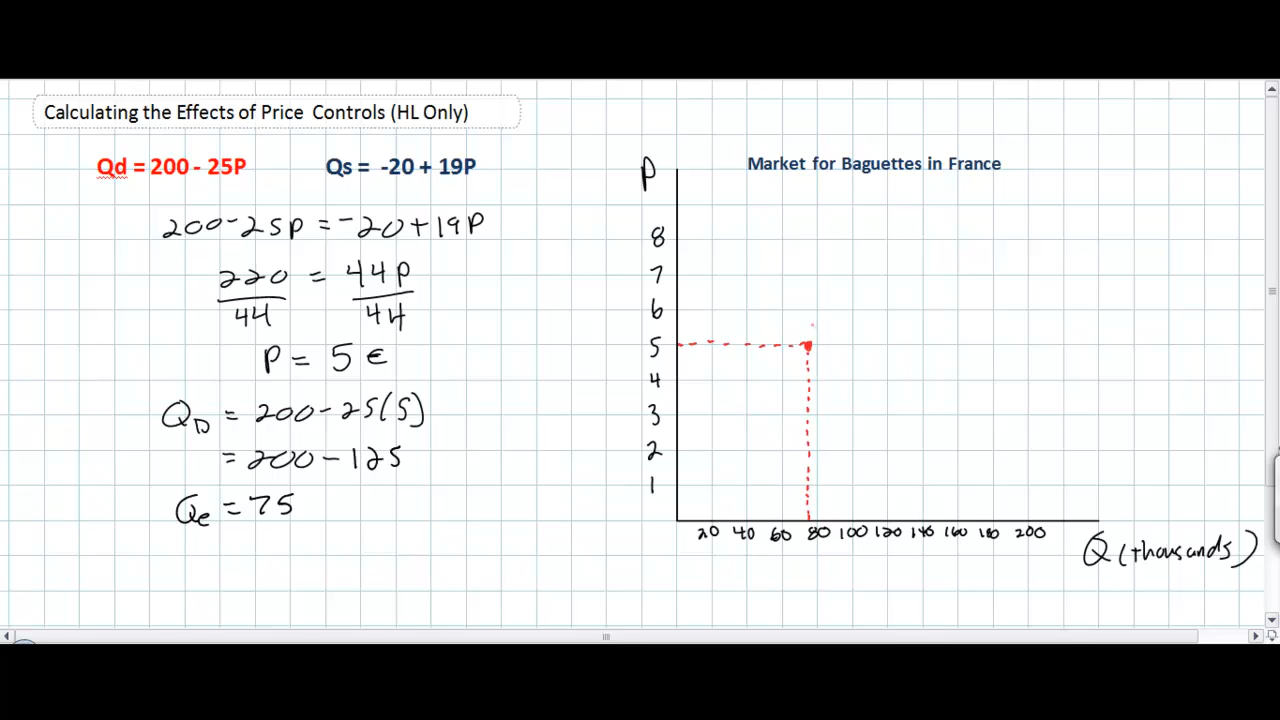 Calculating the Effects of Price Controls (HL Only)
Qd = 200 - 25P
Qs = -20 + 19P
200-25P = -20+19P
220 = 44P
44 44
P = 5 €
QD = 200-25(5)
= 200-125
Qe = 75
Market for Baguettes in France
P
8
7
6
5
4
3
2
1
20 40 60 80 100 120 140 160 180 200
Q (thousands)